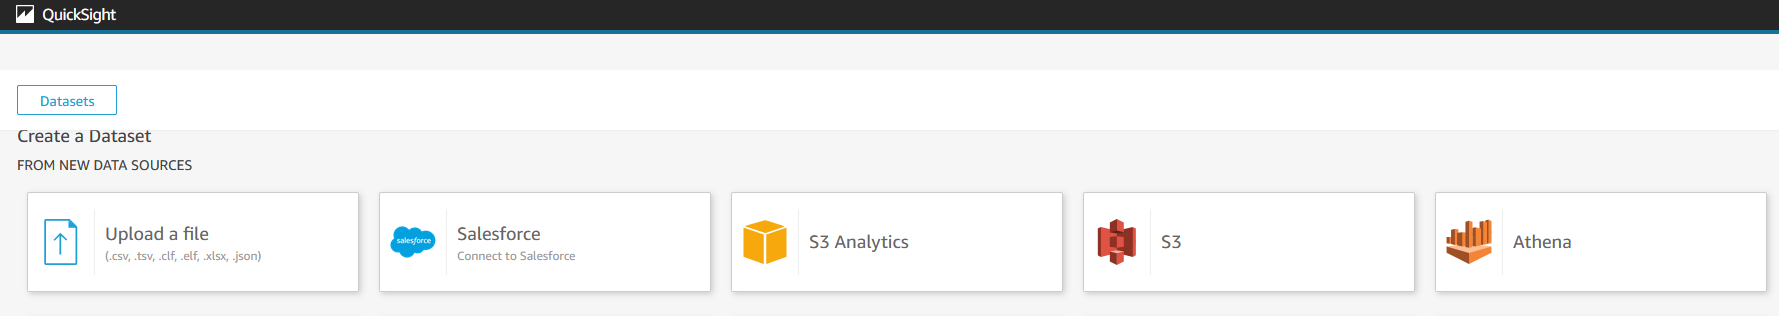 QuickSight
Datasets
Create a Dataset
FROM NEW DATA SOURCES
Upload a file
(.csv, .tsv, .clf, .elf, .xlsx, .json)
salesforce
Salesforce
Connect to Salesforce
S3 Analytics
S3
Athena